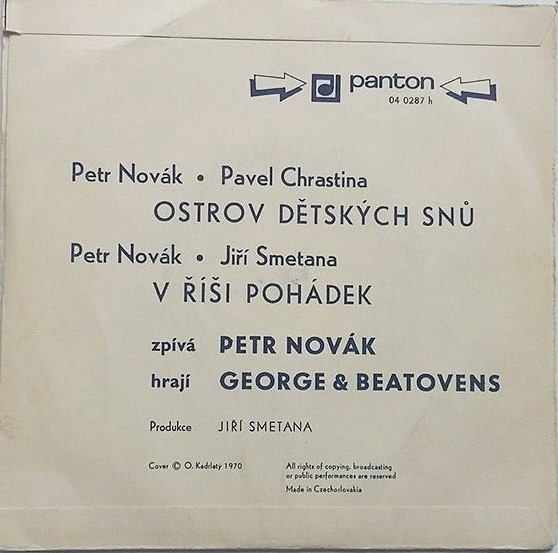 panton
04 0287 h
Petr Novák • Pavel Chrastina
OSTROV DĚTSKÝCH SNŮ
Petr Novák • Jiří Smetana
V ŘÍŠI POHÁDEK
zpívá PETR NOVÁK
hrají GEORGE & BEATOVENS
Produkce JIŘÍ SMETANA
Cover © O. Kadrlatý 1970
All rights of copying, broadcasting
or public performances are reserved
Made in Czechorlovakia